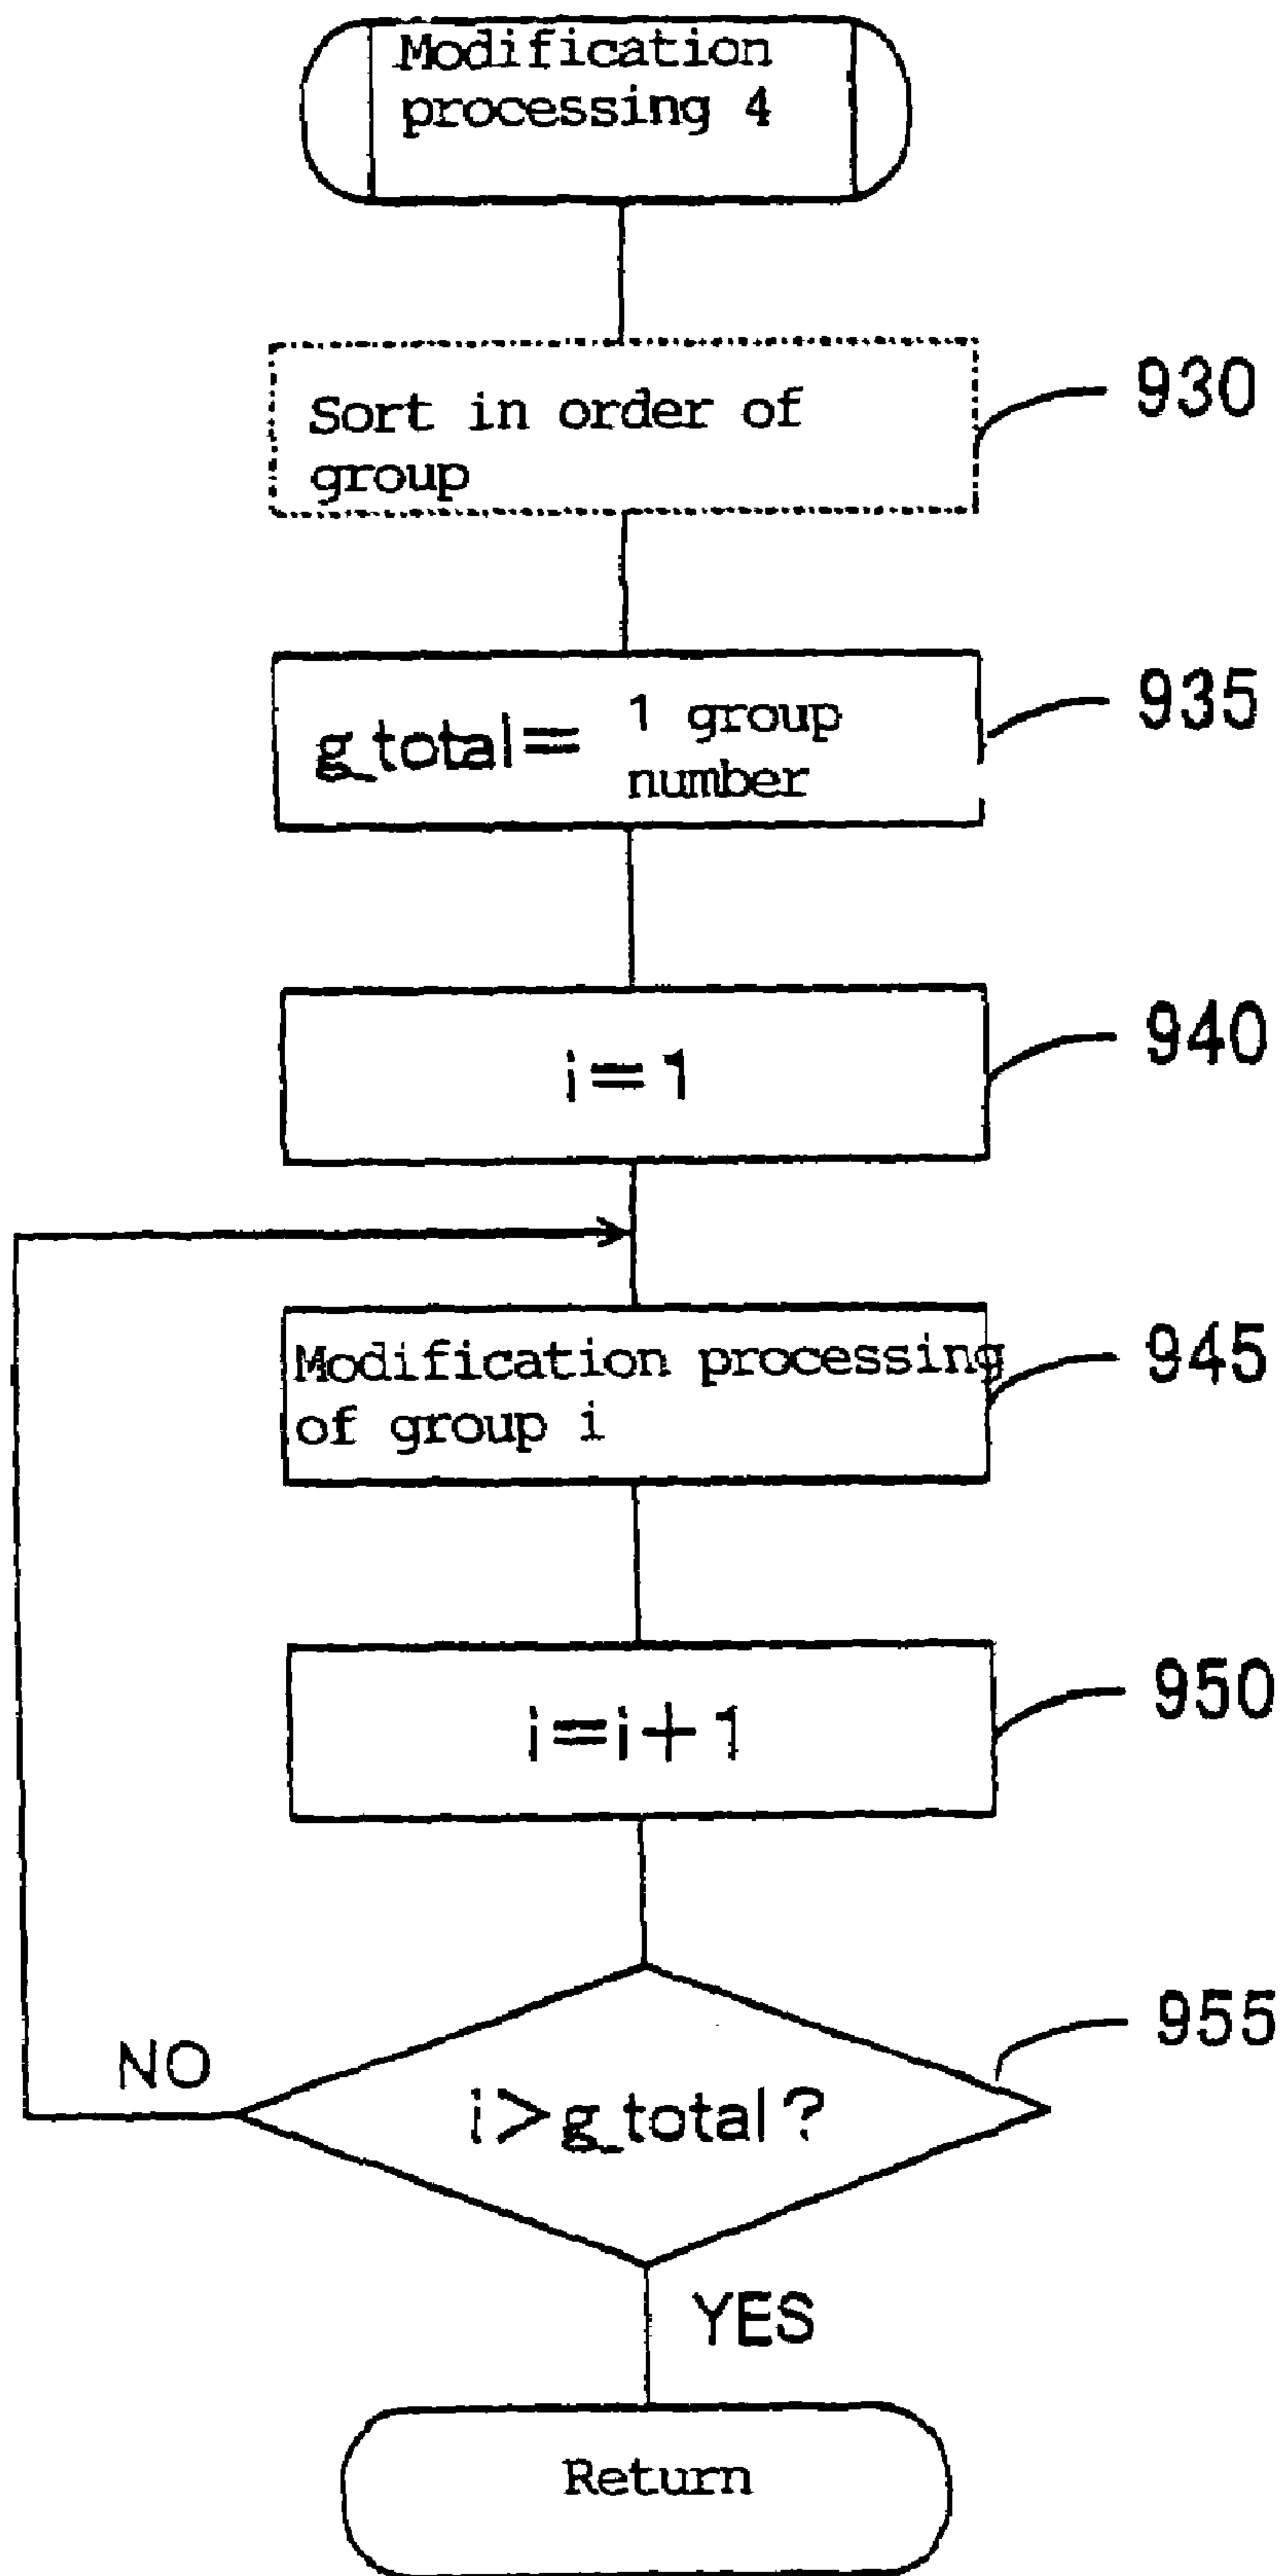 Modification
processing 4
Sort in order of
group
930
g_total= 1 group
number
935
i=1
940
Modification processing
of group i
945
i=i+1
950
i>g_total?
955
NO
YES
Return